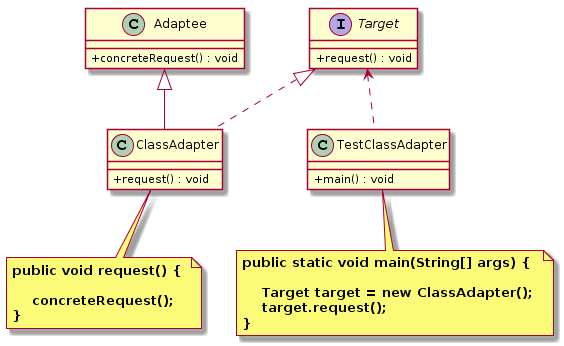 C Adaptee
+concreteRequest() : void
I Target
+request() : void
C ClassAdapter
+request() : void
C TestClassAdapter
+main() : void
public void request() {
concreteRequest();
}
public static void main(String[] args) {
Target target = new ClassAdapter();
target.request();
}